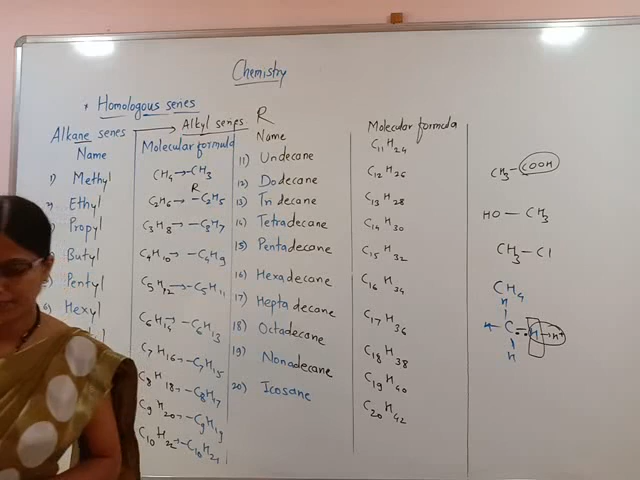 Chemistry
* Homologous series
Alkane series → Alkyl series R
Name Molecular formula Name Molecular formula
1) Methyl CH4 → CH3
R
Ethyl C2H6 → -C2H5
Propyl C3H8 → -C3H7
Butyl C4H10 → -C4H9
Pentyl C5H12 → -C5H11
Hexyl C6H14 → -C6H13
C7H16 → -C7H15
C8H18 → -C8H17
C9H20 → -C9H19
C10H22 → -C10H21
11) Undecane C11H24
12) Dodecane C12H26
13) Tridecane C13H28
14) Tetradecane C14H30
15) Pentadecane C15H32
16) Hexadecane C16H34
17) Heptadecane C17H36
18) Octadecane C18H38
19) Nonadecane C19H40
20) Icosane C20H42
CH3-COOH
HO-CH3
CH3-Cl
CH4
H
H-C:H→H+
H